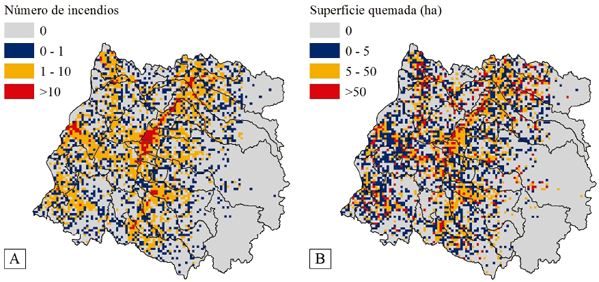 Número de incendios
0
0 - 1
1 - 10
>10
A
Superficie quemada (ha)
0
0 - 5
5 - 50
>50
B